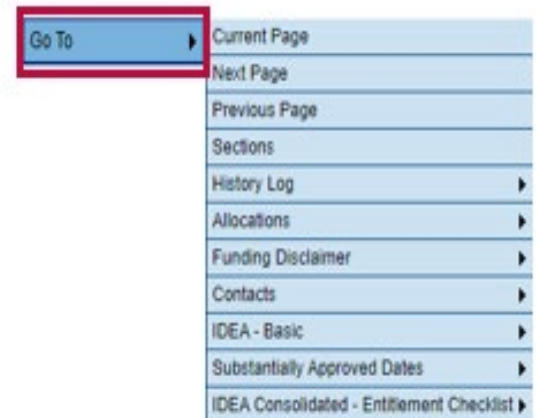 Go To
Current Page
Next Page
Previous Page
Sections
History Log
Allocations
Funding Disclaimer
Contacts
IDEA - Basic
Substantially Approved Dates
IDEA Consolidated - Entitlement Checklist